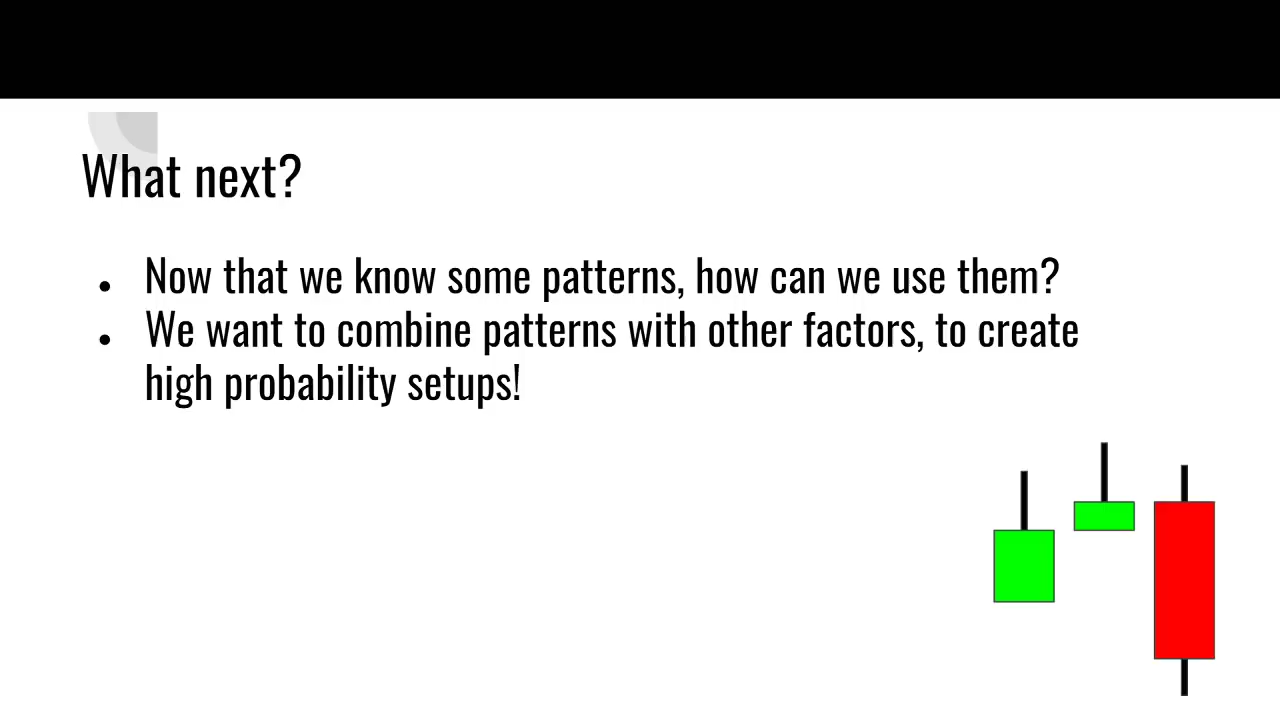 What next?
● Now that we know some patterns, how can we use them?
● We want to combine patterns with other factors, to create
high probability setups!